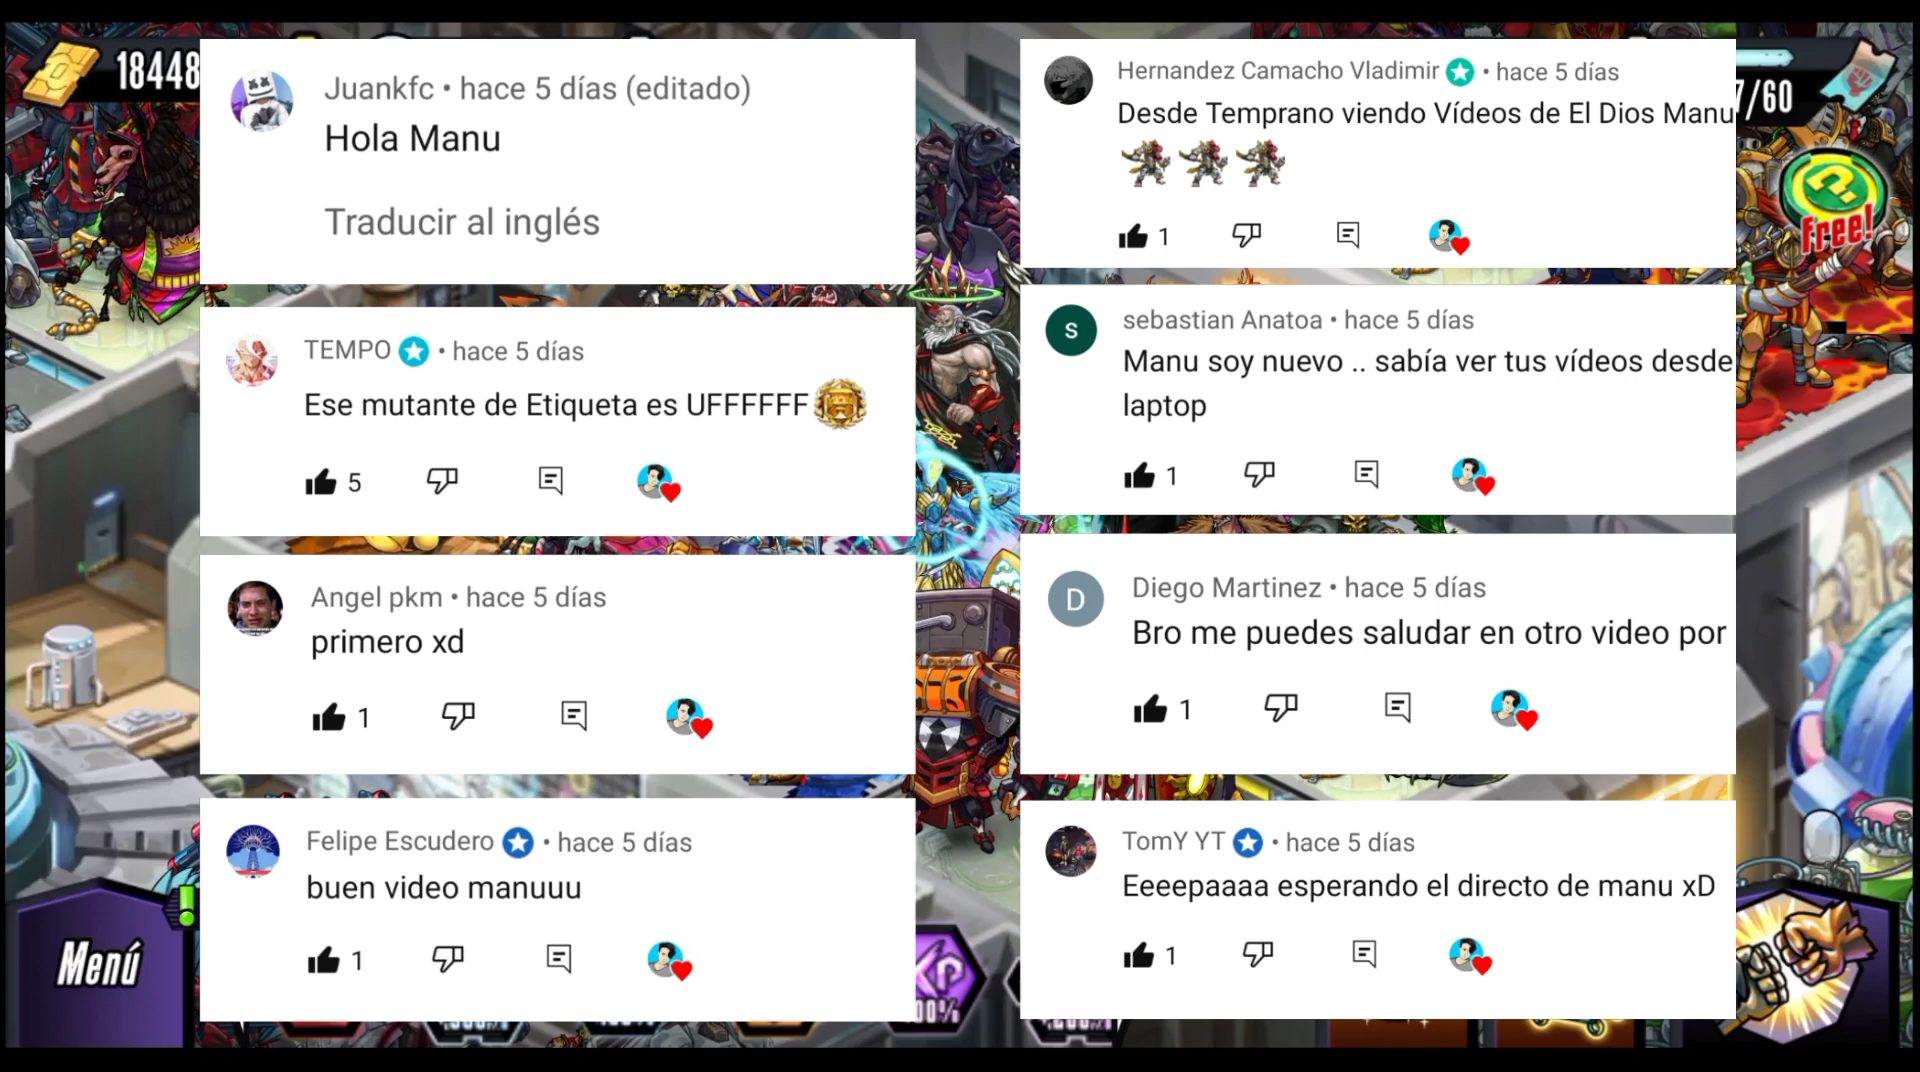 18448
Juankfc • hace 5 días (editado)
Hola Manu
Traducir al inglés
TEMPO • hace 5 días
Ese mutante de Etiqueta es UFFFFFF
5
Angel pkm • hace 5 días
primero xd
1
Felipe Escudero • hace 5 días
buen video manuuu
1
Hernandez Camacho Vladimir • hace 5 días
Desde Temprano viendo Vídeos de El Dios Manu
1
sebastian Anatoa • hace 5 días
S
Manu soy nuevo .. sabía ver tus vídeos desde
laptop
1
Diego Martinez • hace 5 días
D
Bro me puedes saludar en otro video por
1
TomY YT • hace 5 días
Eeeepaaaa esperando el directo de manu xD
1
7/60
Free!
Menú
XP